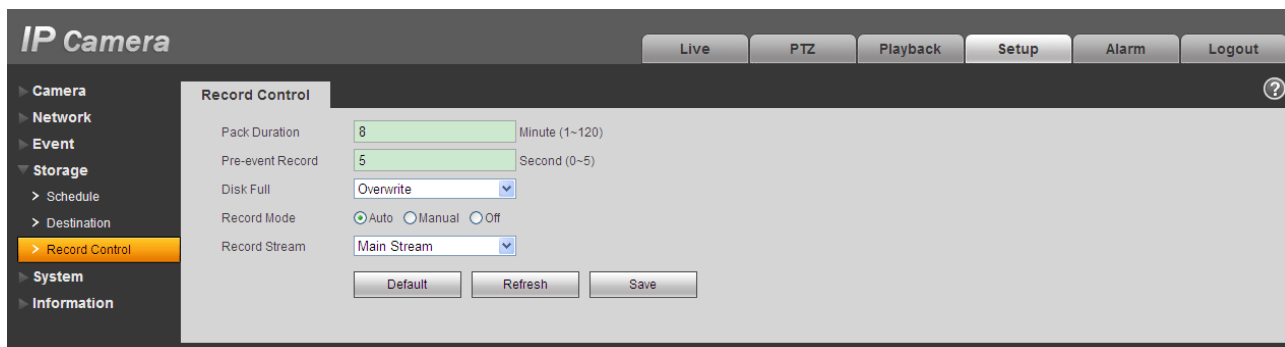 IP Camera
Live PTZ Playback Setup Alarm Logout
Camera
Network
Event
Storage
> Schedule
> Destination
> Record Control
System
Information
Record Control
?
Pack Duration 8 Minute (1~120)
Pre-event Record 5 Second (0~5)
Disk Full Overwrite
Record Mode Auto Manual Off
Record Stream Main Stream
Default Refresh Save